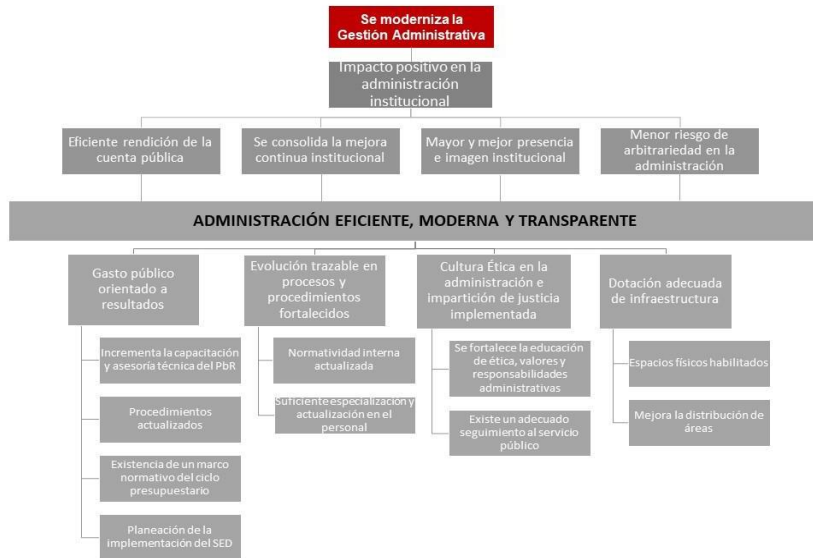 Se moderniza la
Gestión Administrativa
Impacto positivo en la
administración
institucional
Eficiente rendición de la
cuenta pública
Se consolida la mejora
continua institucional
Mayor y mejor presencia
e imagen institucional
Menor riesgo de
arbitrariedad en la
administración
ADMINISTRACIÓN EFICIENTE, MODERNA Y TRANSPARENTE
Gasto público
orientado a
resultados
Incrementa la capacitación
y asesoría técnica del PbR
Procedimientos
actualizados
Existencia de un marco
normativo del ciclo
presupuestario
Planeación de la
implementación del SED
Evolución trazable en
procesos y
procedimientos
fortalecidos
Normatividad interna
actualizada
Suficiente especialización y
actualización en el
personal
Cultura Ética en la
administración e
impartición de justicia
implementada
Se fortalece la educación
de ética, valores y
responsabilidades
administrativas
Existe un adecuado
seguimiento al servicio
público
Dotación adecuada
de infraestructura
Espacios físicos habilitados
Mejora la distribución de
áreas